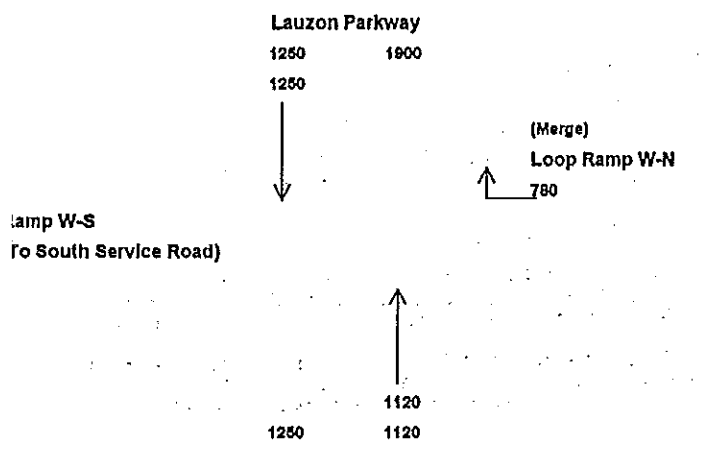 Lauzon Parkway
1250 1900
1250
(Merge)
Loop Ramp W-N
780
amp W-S
To South Service Road)
1120
1250 1120